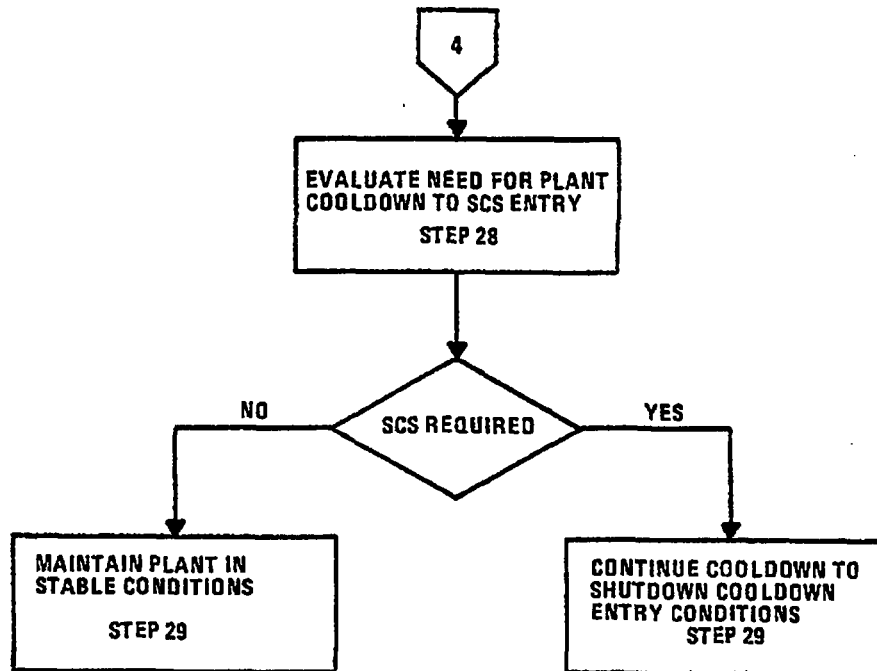 4
EVALUATE NEED FOR PLANT
COOLDOWN TO SCS ENTRY
STEP 28
SCS REQUIRED
NO
YES
MAINTAIN PLANT IN
STABLE CONDITIONS
STEP 29
CONTINUE COOLDOWN TO
SHUTDOWN COOLDOWN
ENTRY CONDITIONS
STEP 29